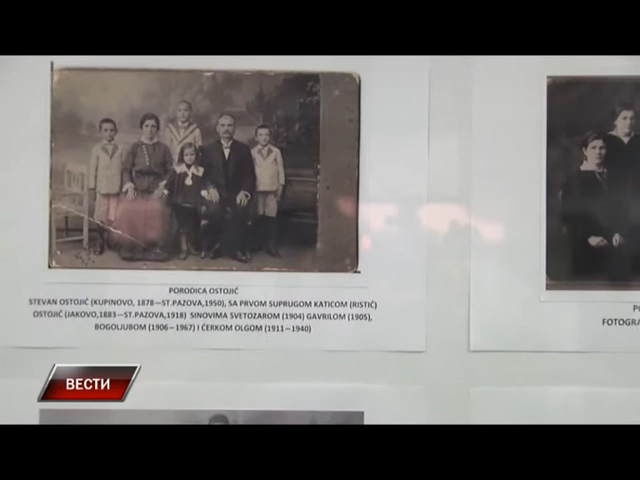 PORODICA OSTOJIĆ
STEVAN OSTOJIĆ (KUPINOVO, 1878—ST.PAZOVA,1950), SA PRVOM SUPRUGOM KATICOM (RISTIĆ)
OSTOJIĆ (JAKOVO,1883—ST.PAZOVA,1918) SINOVIMA SVETOZAROM (1904) GAVRILOM (1905),
BOGOLJUBOM (1906—1967) I ĆERKOM OLGOM (1911—1940)
ВЕСТИ